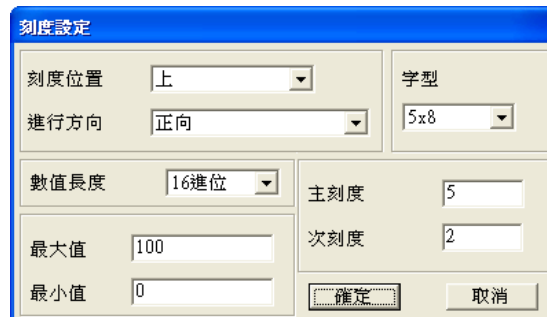 刻度設定
刻度位置 上
進行方向 正向
字型
5x8
數值長度 16進位
最大值 100
最小值 0
主刻度 5
次刻度 2
確定 取消